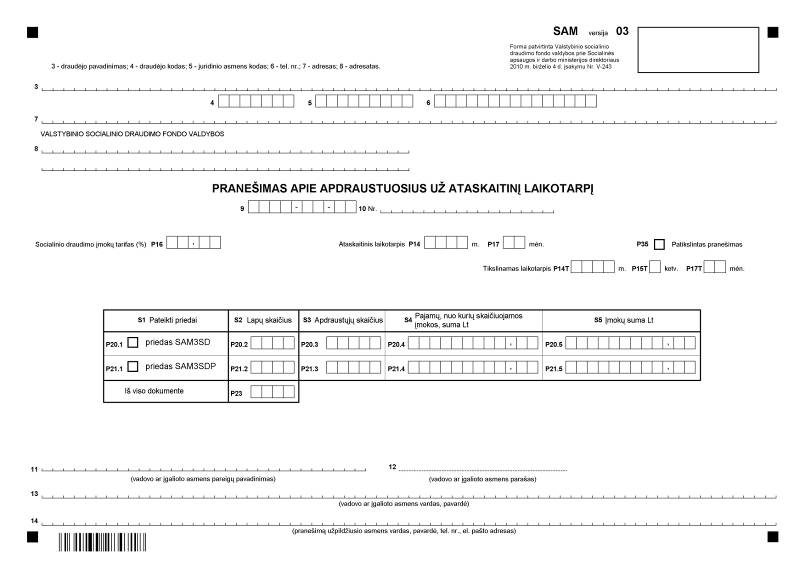 SAM versija 03
Forma patvirtinta Valstybinio socialinio
draudimo fondo valdybos prie Socialinės
apsaugos ir darbo ministerijos direktoriaus
2010 m. birželio 4 d. įsakymu Nr. V-243
3 - draudėjo pavadinimas; 4 - draudėjo kodas; 5 - juridinio asmens kodas; 6 - tel. nr.; 7 - adresas; 8 - adresatas.
3
4 5 6
7
VALSTYBINIO SOCIALINIO DRAUDIMO FONDO VALDYBOS
8
PRANEŠIMAS APIE APDRAUSTUOSIUS UŽ ATASKAITINĮ LAIKOTARPĮ
9 - - 10 Nr.
Socialinio draudimo įmokų tarifas (%) P16 , Ataskaitinis laikotarpis P14 m. P17 mėn. P35 Patikslintas pranešimas
Tikslinamas laikotarpis P14T m. P15T ketv. P17T mėn.
S1 Pateikti priedai S2 Lapų skaičius S3 Apdraustųjų skaičius S4 Pajamų, nuo kurių skaičiuojamos įmokos, suma Lt S5 Įmokų suma Lt
P20.1 priedas SAM3SD P20.2 P20.3 P20.4 , P20.5 ,
P21.1 priedas SAM3SDP P21.2 P21.3 P21.4 , P21.5 ,
Iš viso dokumente P23
11 12
(vadovo ar įgalioto asmens pareigų pavadinimas) (vadovo ar įgalioto asmens parašas)
13
(vadovo ar įgalioto asmens vardas, pavardė)
14
(pranešimą užpildžiusio asmens vardas, pavardė, tel. nr., el. pašto adresas)